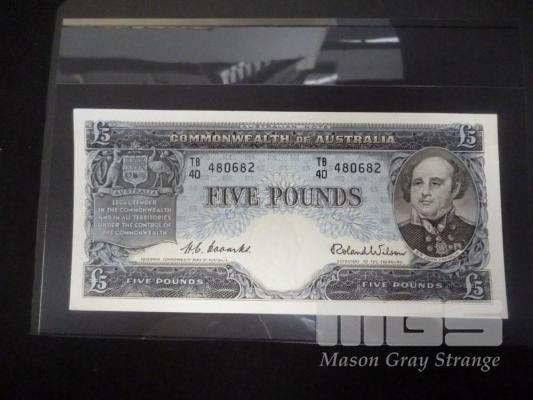 AUSTRALIAN NOTE
£5 COMMONWEALTH OF AUSTRALIA £5
TB 40 480682 TB 40 480682
AUSTRALIA
FIVE POUNDS
LEGAL TENDER
IN THE COMMONWEALTH
AND IN ALL TERRITORIES
UNDER THE CONTROL OF
THE COMMONWEALTH
H.C. Coombs Roland Wilson
GOVERNOR, COMMONWEALTH BANK OF AUSTRALIA SECRETARY TO THE TREASURY
£5 FIVE POUNDS FIVE POUNDS £5
MGS
Mason Gray Strange